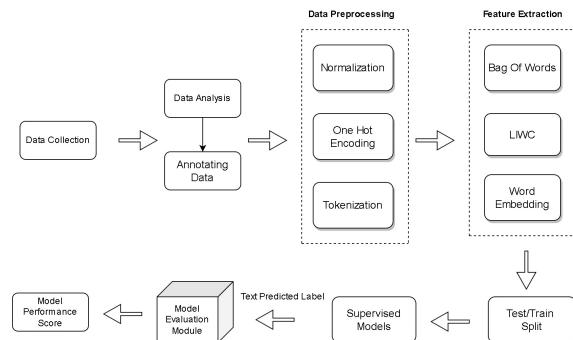 Data Preprocessing
Feature Extraction
Normalization
Bag Of Words
Data Analysis
Data Collection
One Hot
Encoding
LIWC
Annotating
Data
Tokenization
Word
Embedding
Text Predicted Label
Model
Performance
Score
Model
Evaluation
Module
Supervised
Models
Test/Train
Split